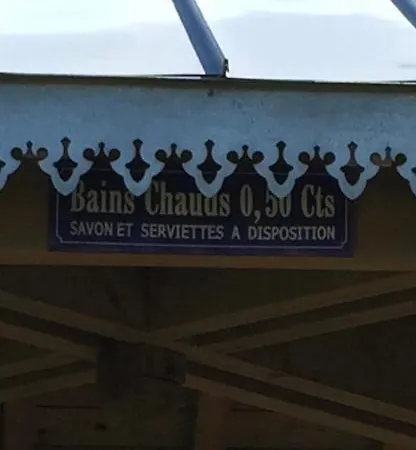 Bains Chauds 0,50 Cts
SAVON ET SERVIETTES A DISPOSITION